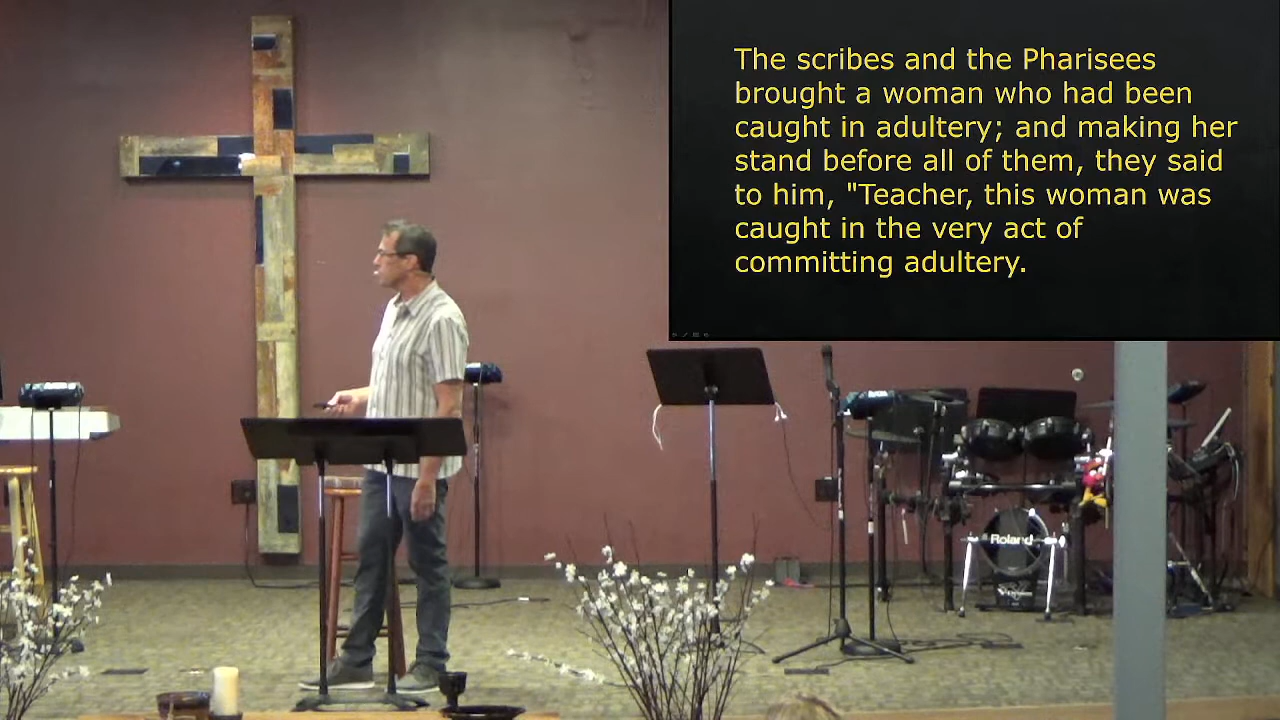 The scribes and the Pharisees
brought a woman who had been
caught in adultery; and making her
stand before all of them, they said
to him, "Teacher, this woman was
caught in the very act of
committing adultery.
Roland